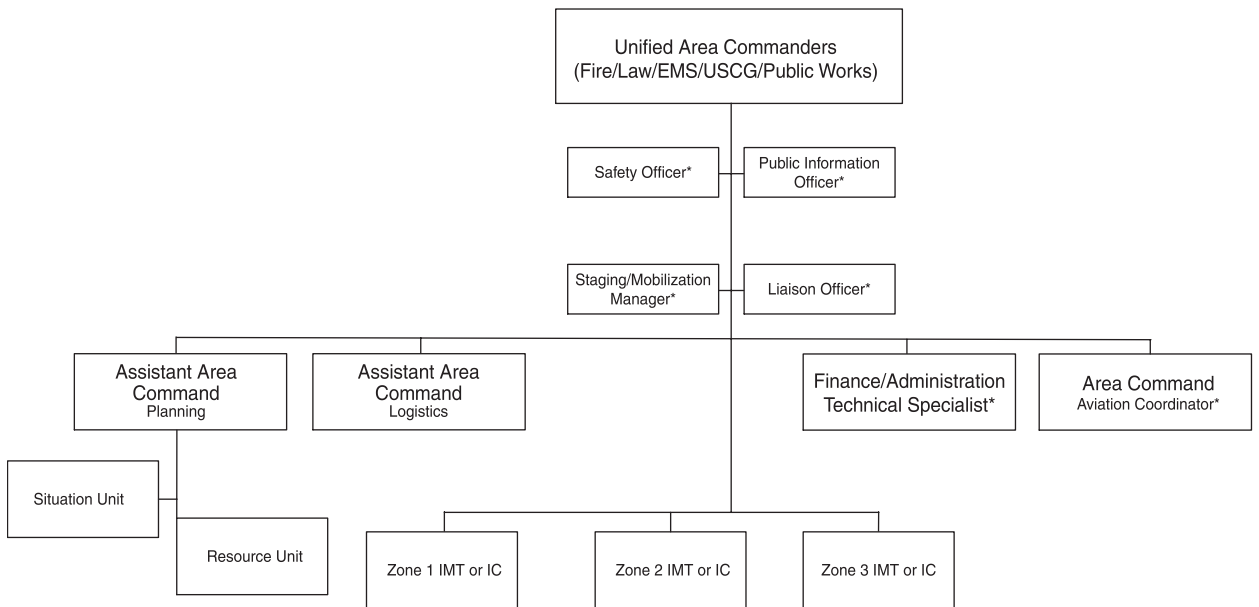 Unified Area Commanders
(Fire/Law/EMS/USCG/Public Works)
Safety Officer*
Public Information
Officer*
Staging/Mobilization
Manager*
Liaison Officer*
Assistant Area
Command
Planning
Assistant Area
Command
Logistics
Finance/Administration
Technical Specialist*
Area Command
Aviation Coordinator*
Situation Unit
Resource Unit
Zone 1 IMT or IC
Zone 2 IMT or IC
Zone 3 IMT or IC